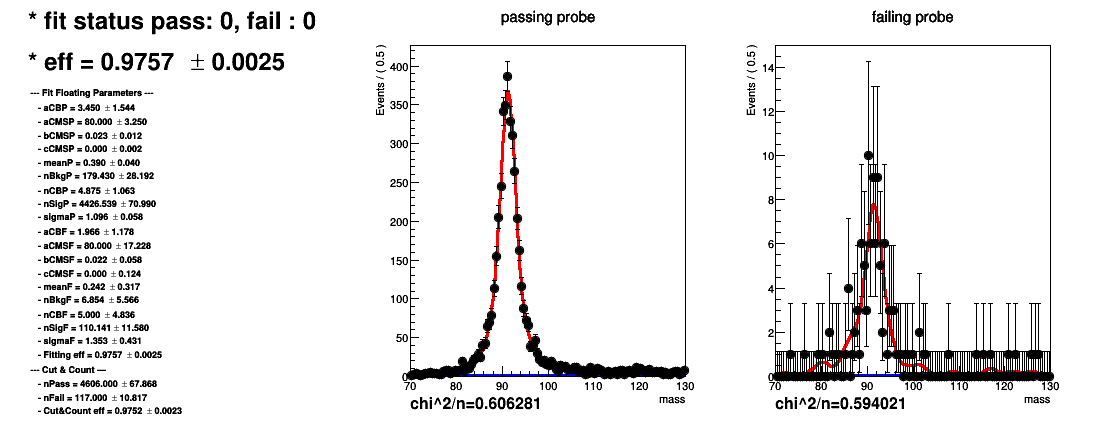 * fit status pass: 0, fail : 0
* eff = 0.9757 ± 0.0025
--- Fit Floating Parameters ---
- aCBP = 3.450 ± 1.544
- aCMSP = 80.000 ± 3.250
- bCMSP = 0.023 ± 0.012
- cCMSP = 0.000 ± 0.002
- meanP = 0.390 ± 0.040
- nBkgP = 179.430 ± 28.192
- nCBP = 4.875 ± 1.063
- nSigP = 4426.539 ± 70.990
- sigmaP = 1.096 ± 0.058
- aCBF = 1.966 ± 1.178
- aCMSF = 80.000 ± 17.228
- bCMSF = 0.022 ± 0.058
- cCMSF = 0.000 ± 0.124
- meanF = 0.242 ± 0.317
- nBkgF = 6.854 ± 5.566
- nCBF = 5.000 ± 4.836
- nSigF = 110.141 ± 11.580
- sigmaF = 1.353 ± 0.431
- Fitting eff = 0.9757 ± 0.0025
--- Cut & Count ---
- nPass = 4606.000 ± 67.868
- nFail = 117.000 ± 10.817
- Cut&Count eff = 0.9752 ± 0.0023
passing probe
Events / ( 0.5 )
400
350
300
250
200
150
100
50
0
70 80 90 100 110 120 130
mass
chi^2/n=0.606281
failing probe
Events / ( 0.5 )
14
12
10
8
6
4
2
0
70 80 90 100 110 120 130
mass
chi^2/n=0.594021